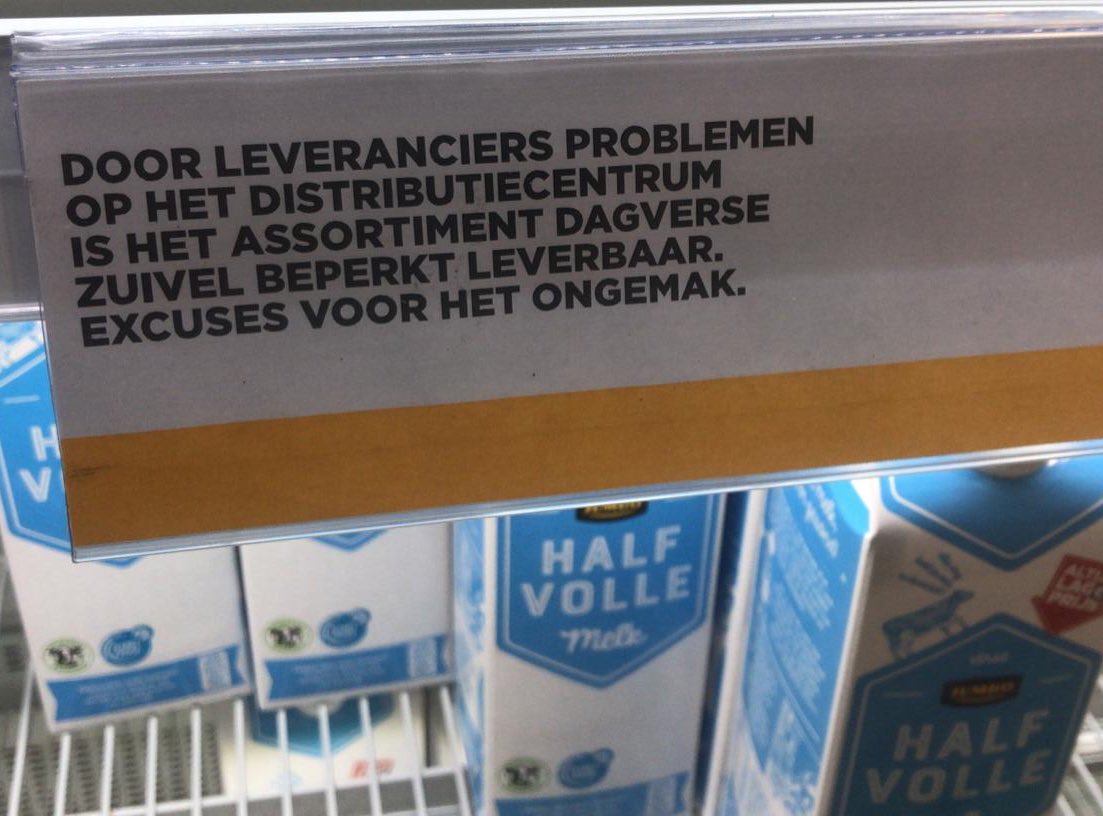 DOOR LEVERANCIERS PROBLEMEN
OP HET DISTRIBUTIECENTRUM
IS HET ASSORTIMENT DAGVERSE
ZUIVEL BEPERKT LEVERBAAR.
EXCUSES VOOR HET ONGEMAK.
H
V
HALF
VOLLE
Melk
JUMBO
HALF
VOLLE